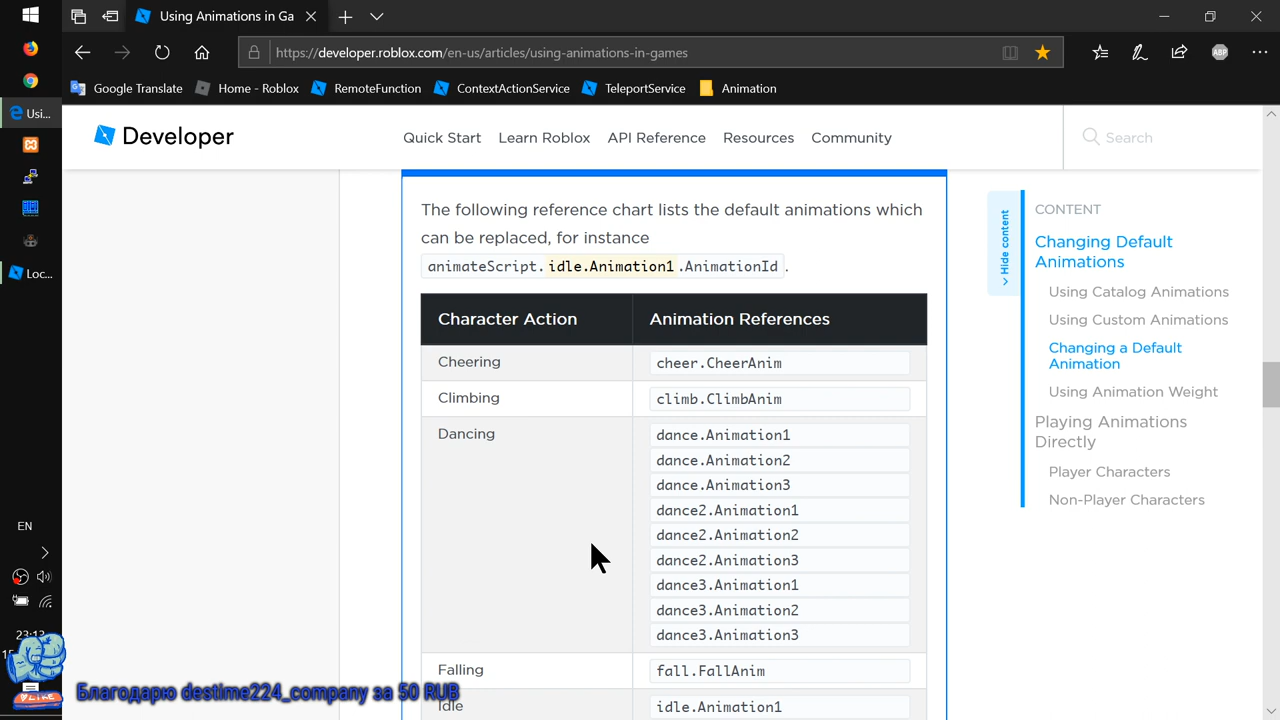 Using Animations in Ga
https://developer.roblox.com/en-us/articles/using-animations-in-games
ABP
Google Translate
Home - Roblox
RemoteFunction
ContextActionService
TeleportService
Animation
Usi...
Loc...
EN
Developer
Quick Start
Learn Roblox
API Reference
Resources
Community
Search
The following reference chart lists the default animations which
can be replaced, for instance
animateScript.idle.Animation1.AnimationId .
Character Action
Animation References
Cheering
cheer.CheerAnim
Climbing
climb.ClimbAnim
Dancing
dance.Animation1
dance.Animation2
dance.Animation3
dance2.Animation1
dance2.Animation2
dance2.Animation3
dance3.Animation1
dance3.Animation2
dance3.Animation3
Falling
fall.FallAnim
Idle
idle.Animation1
Hide content
CONTENT
Changing Default
Animations
Using Catalog Animations
Using Custom Animations
Changing a Default
Animation
Using Animation Weight
Playing Animations
Directly
Player Characters
Non-Player Characters
LIKE
Благодарю destime224_company за 50 RUB